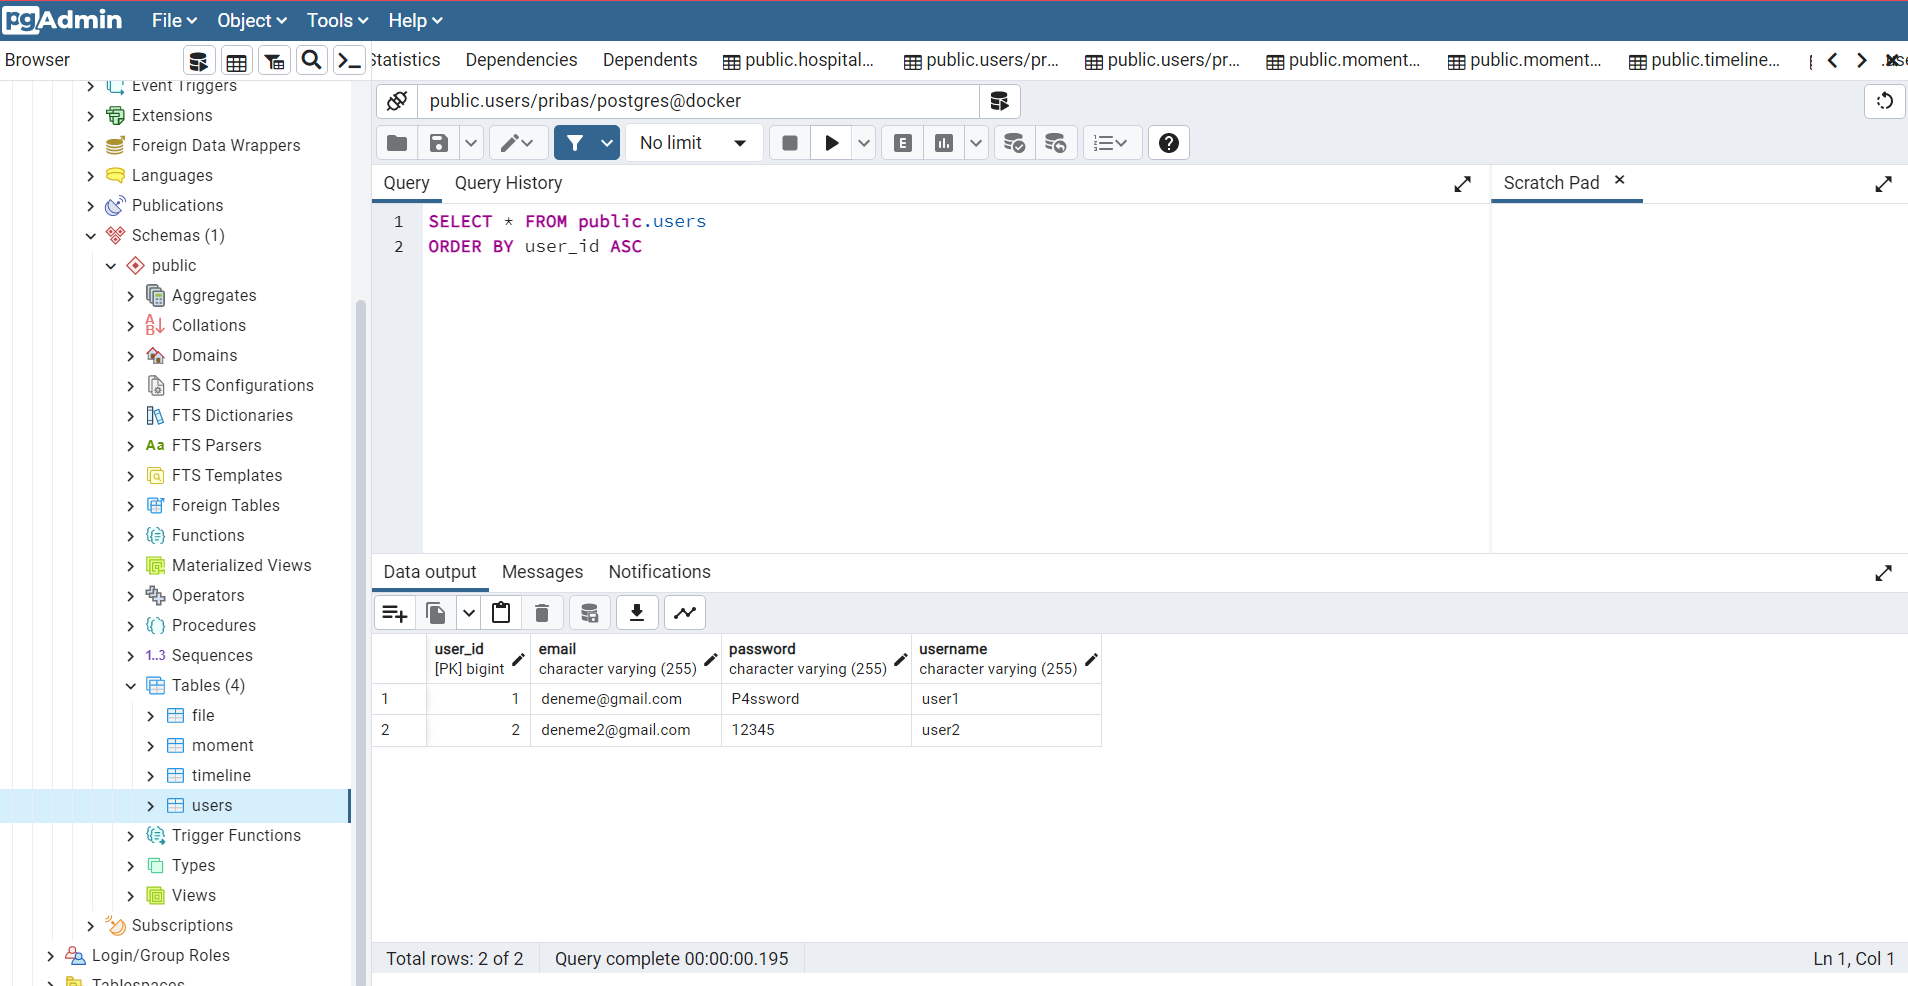 pgAdmin File Object Tools Help
Browser
Statistics Dependencies Dependents public.hospital... public.users/pr... public.users/pr... public.moment... public.moment... public.timeline...
Event Triggers
Extensions
Foreign Data Wrappers
Languages
Publications
Schemas (1)
public
Aggregates
Collations
Domains
FTS Configurations
FTS Dictionaries
Aa FTS Parsers
FTS Templates
Foreign Tables
Functions
Materialized Views
Operators
Procedures
1..3 Sequences
Tables (4)
file
moment
timeline
users
Trigger Functions
Types
Views
Subscriptions
Login/Group Roles
Tablespaces
public.users/pribas/postgres@docker
No limit
E
Query Query History
Scratch Pad
1 SELECT * FROM public.users
2 ORDER BY user_id ASC
Data output Messages Notifications
user_id email password username
[PK] bigint character varying (255) character varying (255) character varying (255)
1 1 deneme@gmail.com P4ssword user1
2 2 deneme2@gmail.com 12345 user2
Total rows: 2 of 2 Query complete 00:00:00.195 Ln 1, Col 1